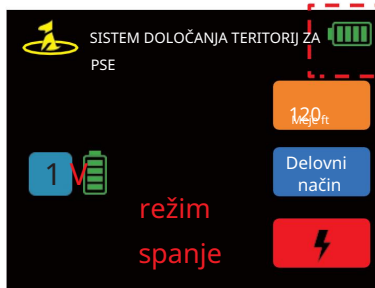 SISTEM DOLOČANJA TERITORIJ ZA
PSE
120
Meje ft
1 V
Delovni
način
režim
spanje